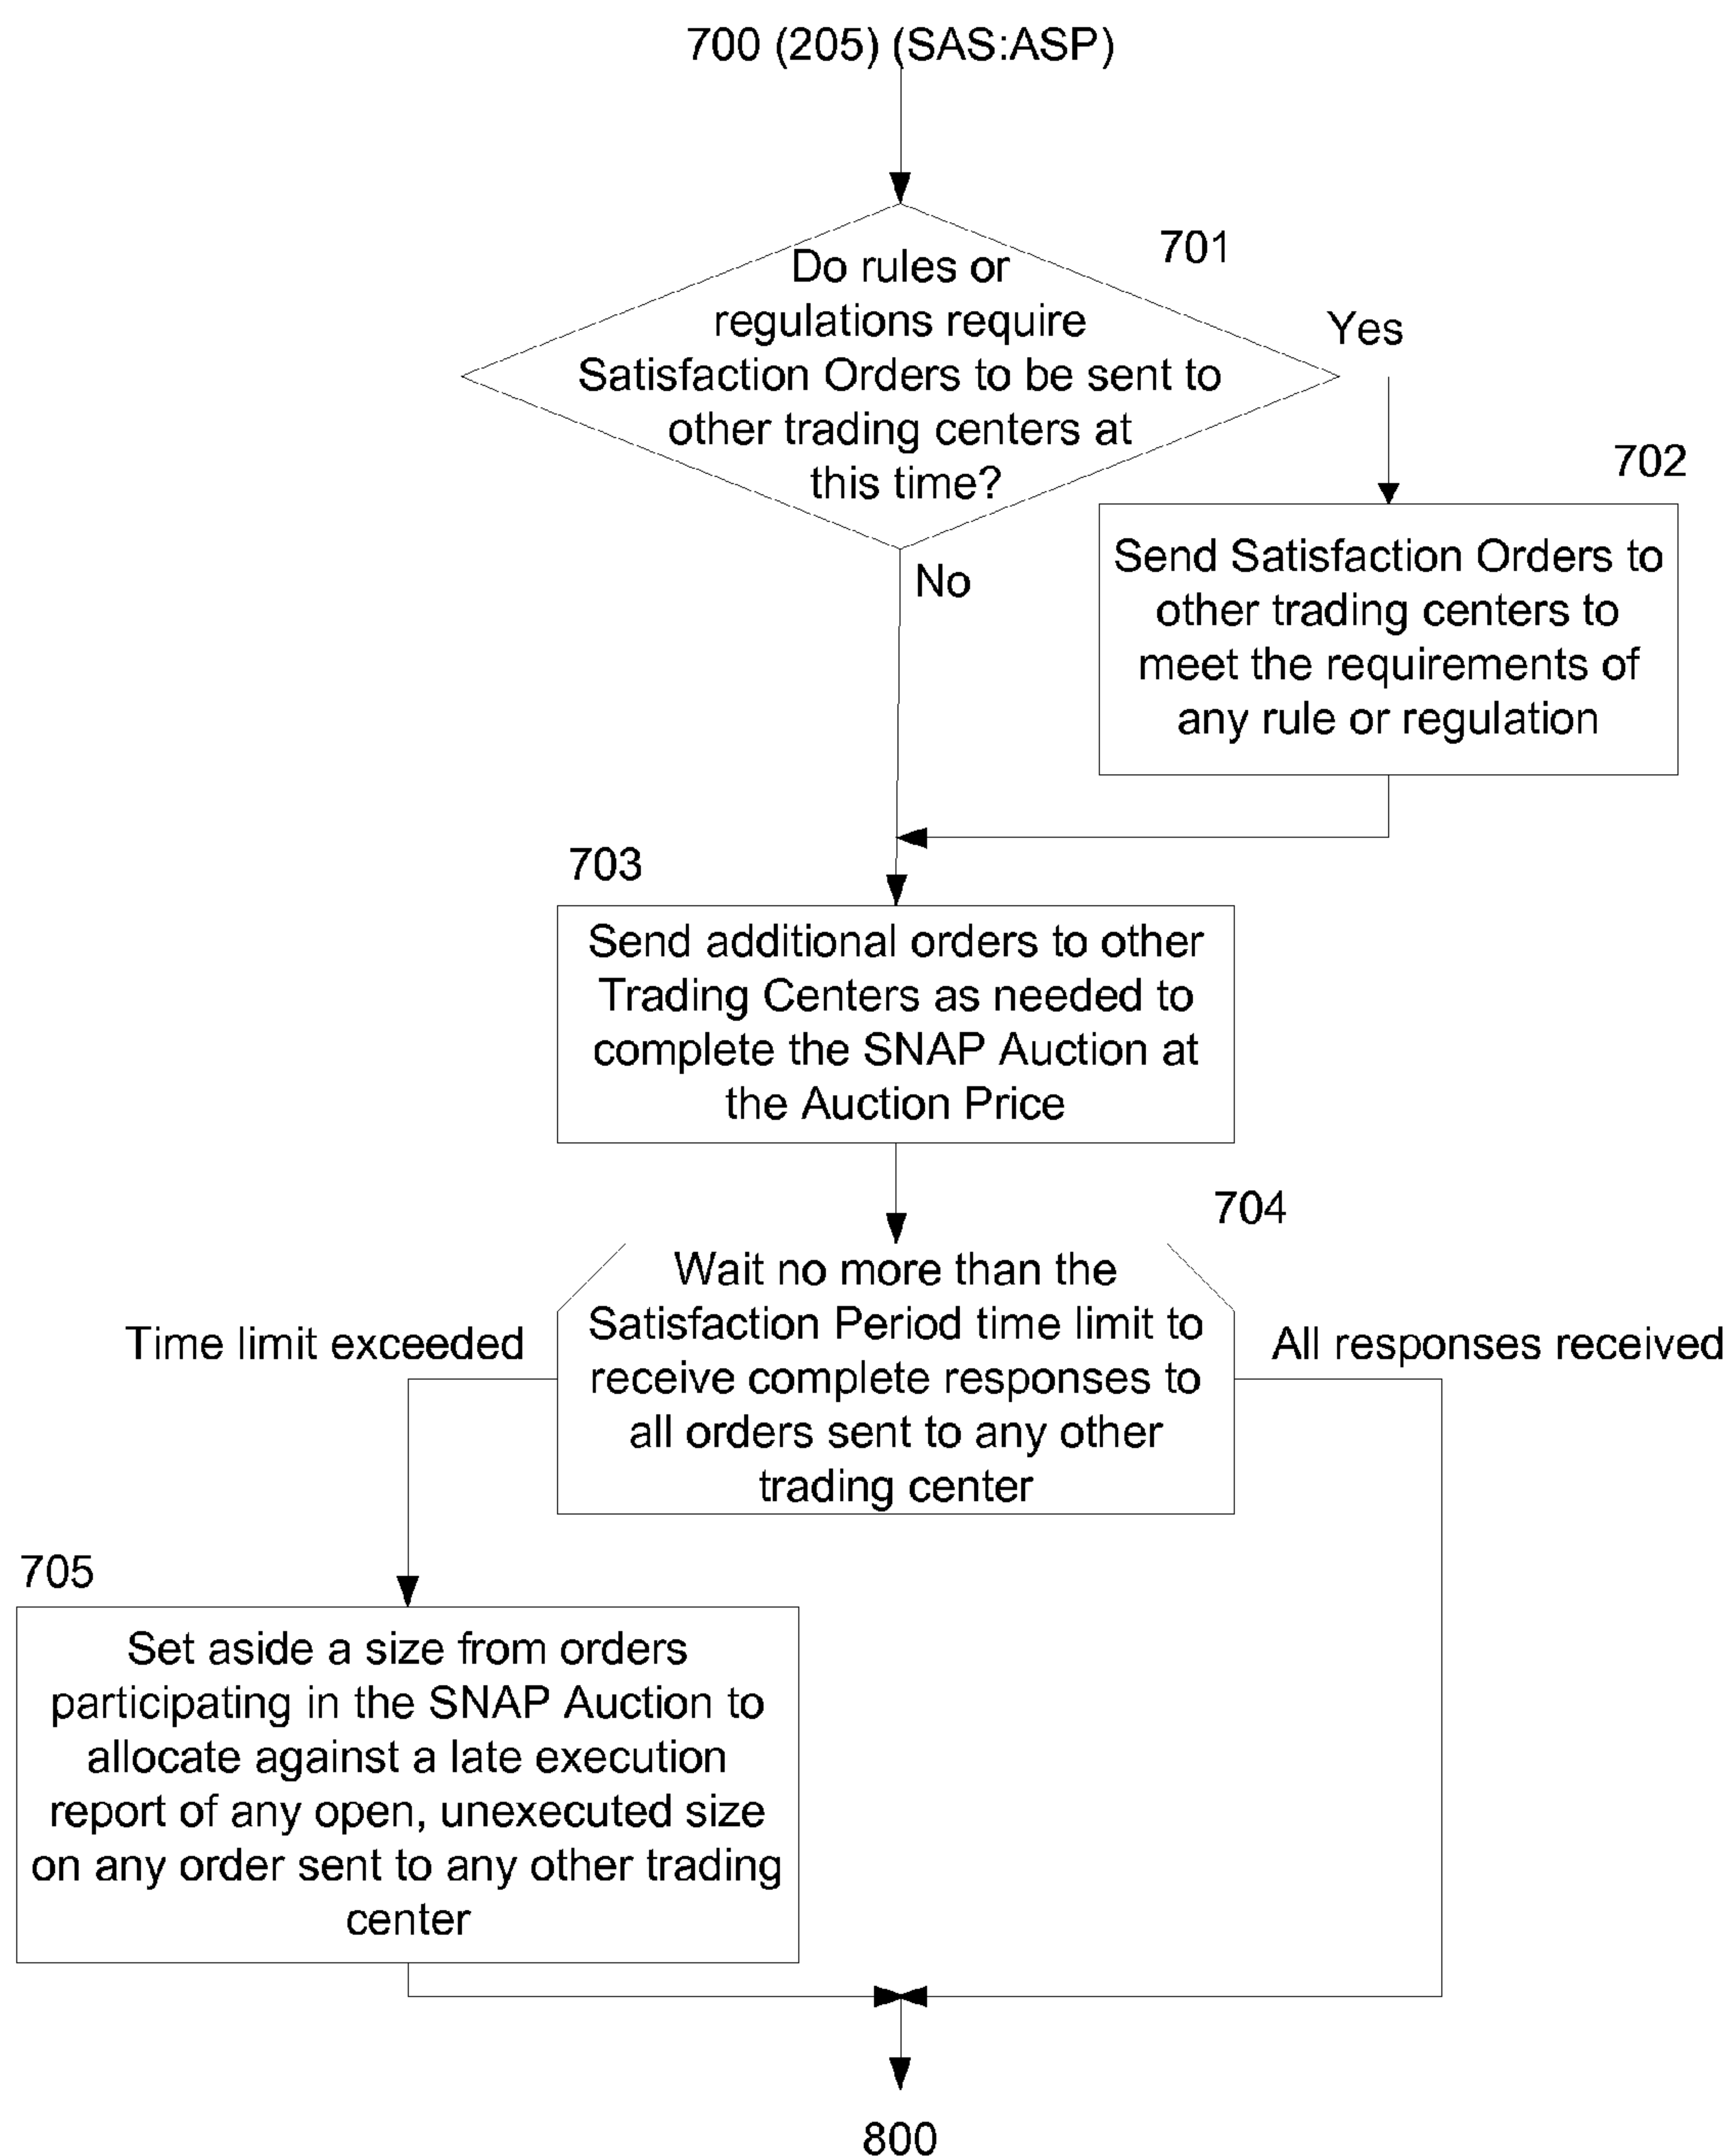 700 (205) (SAS:ASP)
701
Do rules or
regulations require
Satisfaction Orders to be sent to
other trading centers at
this time?
Yes
No
702
Send Satisfaction Orders to
other trading centers to
meet the requirements of
any rule or regulation
703
Send additional orders to other
Trading Centers as needed to
complete the SNAP Auction at
the Auction Price
704
Wait no more than the
Satisfaction Period time limit to
receive complete responses to
all orders sent to any other
trading center
Time limit exceeded
All responses received
705
Set aside a size from orders
participating in the SNAP Auction to
allocate against a late execution
report of any open, unexecuted size
on any order sent to any other trading
center
800